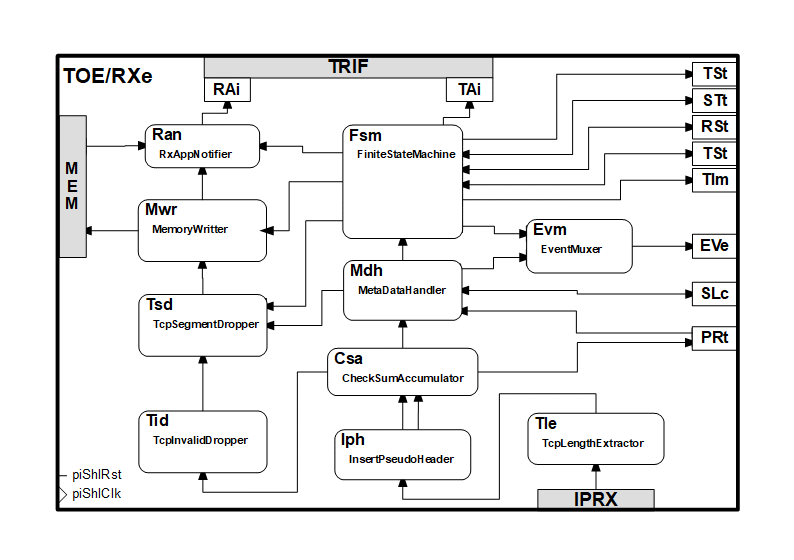 TOE/RXe
TRIF
RAi
TAi
TSt
STt
RSt
TSt
TIm
EVe
SLc
PRt
M
E
M
Ran
RxAppNotifier
Fsm
FiniteStateMachine
Mwr
MemoryWritter
Evm
EventMuxer
Mdh
MetaDataHandler
Tsd
TcpSegmentDropper
Csa
CheckSumAccumulator
Tid
TcpInvalidDropper
Iph
InsertPseudoHeader
Tle
TcpLengthExtractor
piShlRst
piShlClk
IPRX